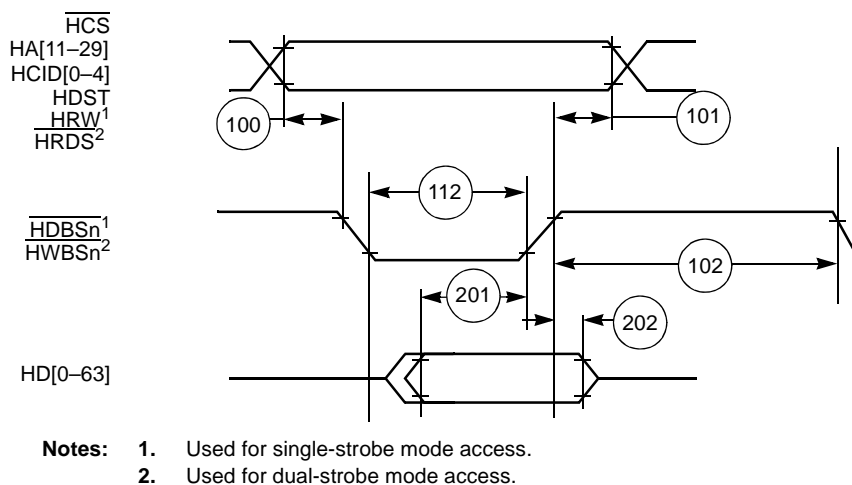 HCS
HA[11–29]
HCID[0–4]
HDST
HRW1
HRDS2
100
101
112
HDBSn1
HWBSn2
102
201
202
HD[0–63]
Notes: 1. Used for single-strobe mode access.
2. Used for dual-strobe mode access.